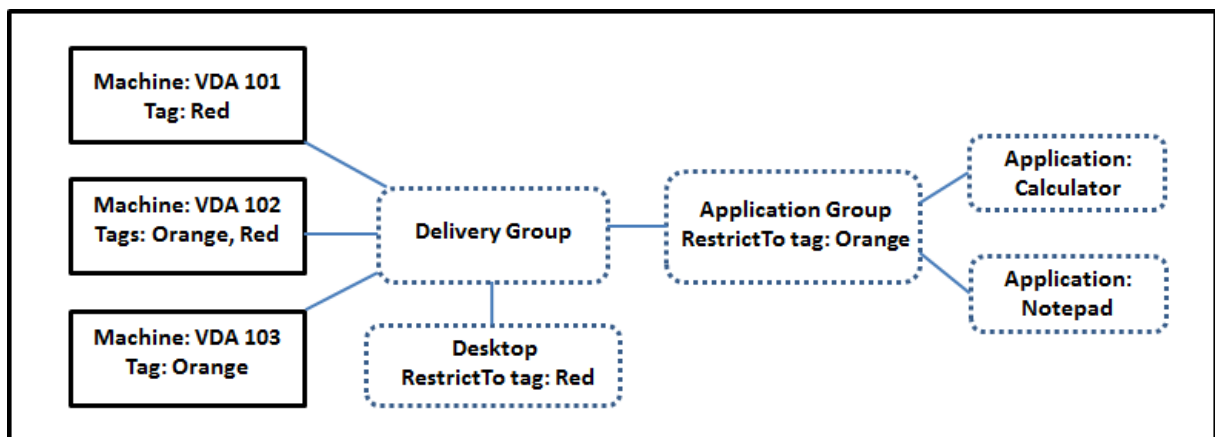 Machine: VDA 101
Tag: Red
Machine: VDA 102
Tags: Orange, Red
Machine: VDA 103
Tag: Orange
Delivery Group
Desktop
RestrictTo tag: Red
Application Group
RestrictTo tag: Orange
Application:
Calculator
Application:
Notepad